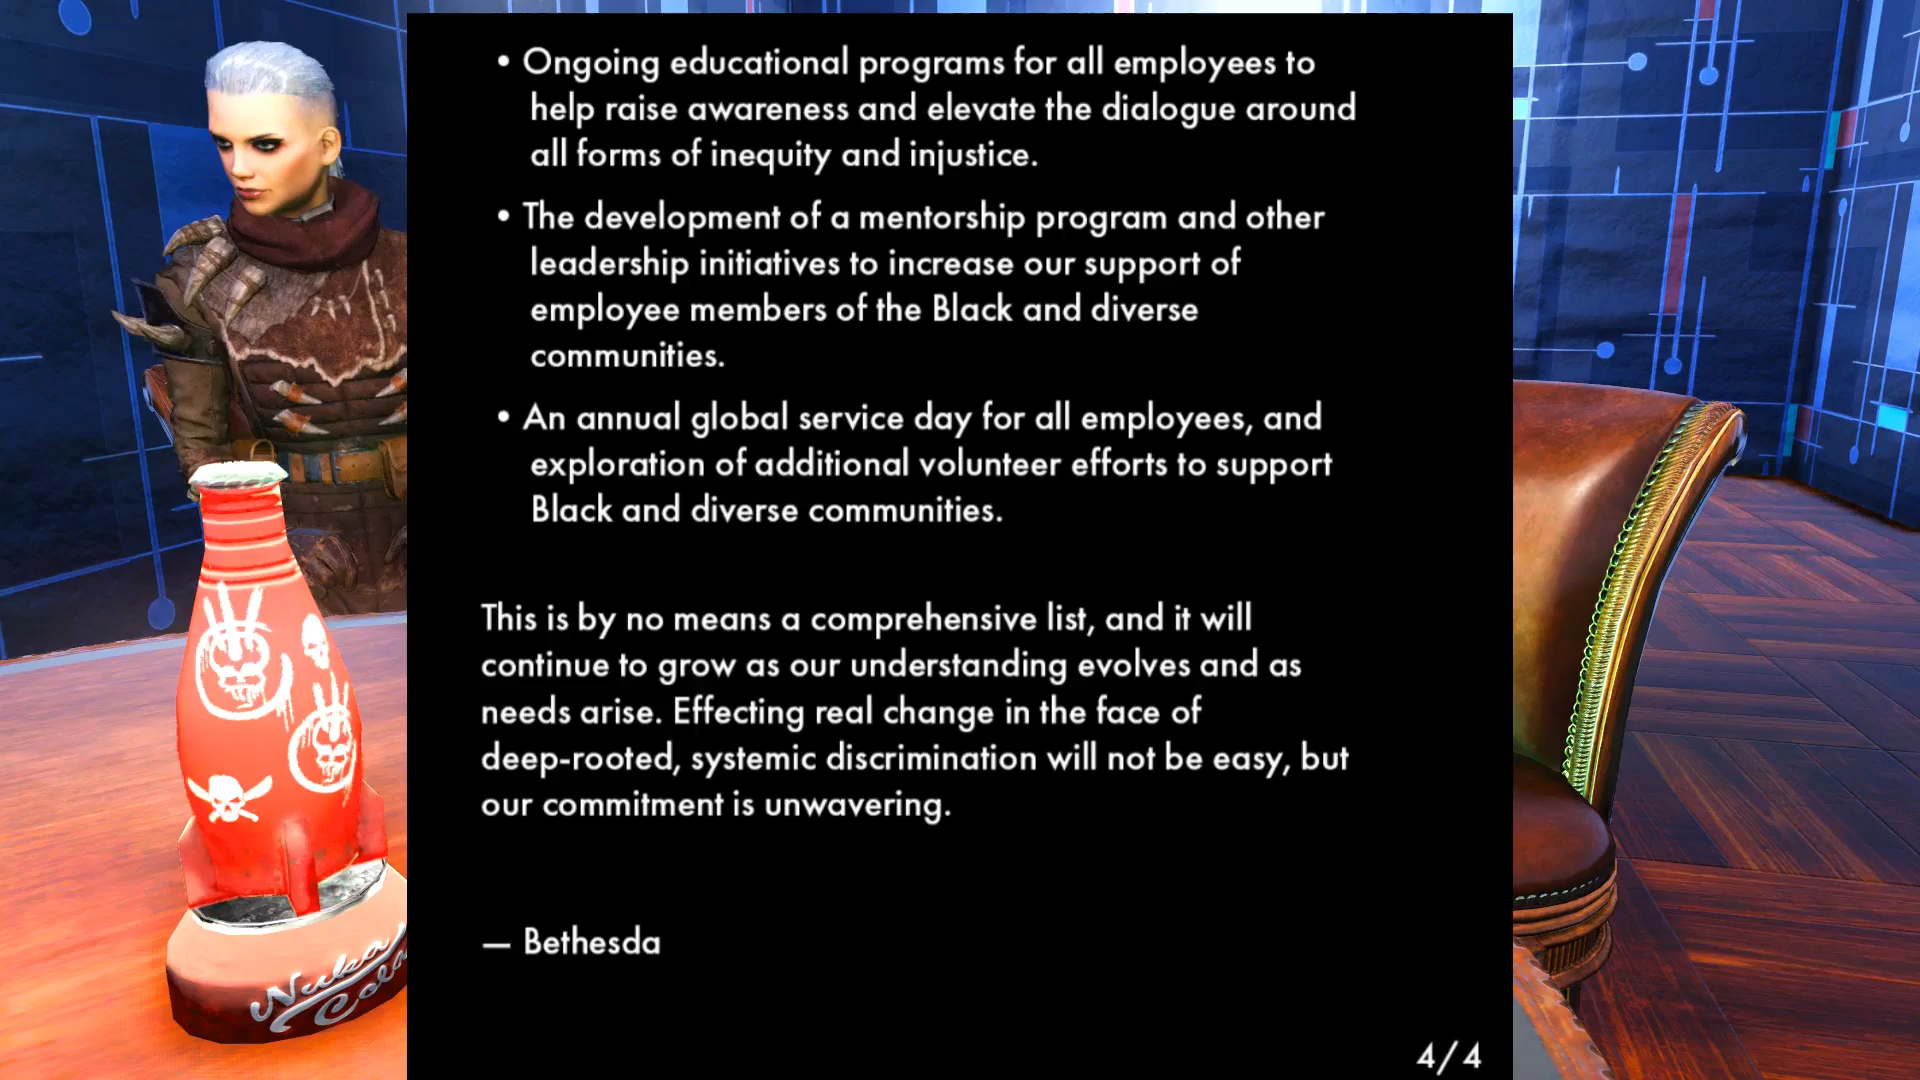 • Ongoing educational programs for all employees to
help raise awareness and elevate the dialogue around
all forms of inequity and injustice.
• The development of a mentorship program and other
leadership initiatives to increase our support of
employee members of the Black and diverse
communities.
• An annual global service day for all employees, and
exploration of additional volunteer efforts to support
Black and diverse communities.
This is by no means a comprehensive list, and it will
continue to grow as our understanding evolves and as
needs arise. Effecting real change in the face of
deep-rooted, systemic discrimination will not be easy, but
our commitment is unwavering.
— Bethesda
Nuka
Cola
4/4